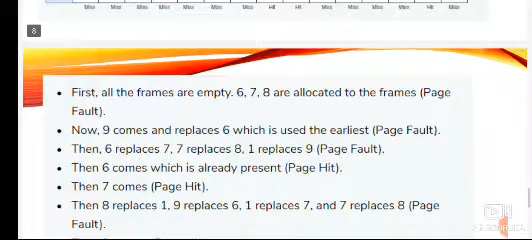 Miss Miss Miss Miss Miss Miss Miss Hit Hit Miss Miss Miss Miss Hit Miss
8
• First, all the frames are empty. 6, 7, 8 are allocated to the frames (Page
Fault).
• Now, 9 comes and replaces 6 which is used the earliest (Page Fault).
• Then, 6 replaces 7, 7 replaces 8, 1 replaces 9 (Page Fault).
• Then 6 comes which is already present (Page Hit).
• Then 7 comes (Page Hit).
• Then 8 replaces 1, 9 replaces 6, 1 replaces 7, and 7 replaces 8 (Page
Fault).